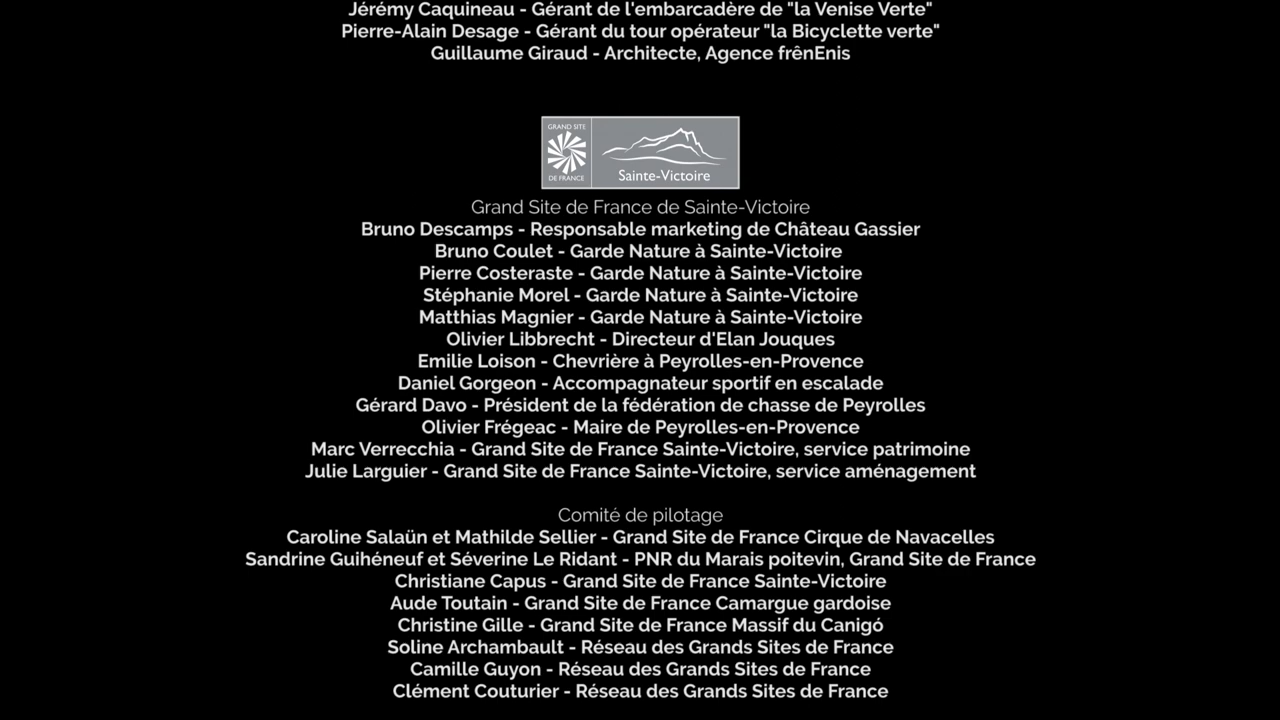 Jérémy Caquineau - Gérant de l'embarcadère de "la Venise Verte"
Pierre-Alain Desage - Gérant du tour opérateur "la Bicyclette verte"
Guillaume Giraud - Architecte, Agence frênEnis
GRAND SITE
DE FRANCE
Sainte-Victoire
Grand Site de France de Sainte-Victoire
Bruno Descamps - Responsable marketing de Château Gassier
Bruno Coulet - Garde Nature à Sainte-Victoire
Pierre Costeraste - Garde Nature à Sainte-Victoire
Stéphanie Morel - Garde Nature à Sainte-Victoire
Matthias Magnier - Garde Nature à Sainte-Victoire
Olivier Libbrecht - Directeur d'Elan Jouques
Emilie Loison - Chevrière à Peyrolles-en-Provence
Daniel Gorgeon - Accompagnateur sportif en escalade
Gérard Davo - Président de la fédération de chasse de Peyrolles
Olivier Frégeac - Maire de Peyrolles-en-Provence
Marc Verrecchia - Grand Site de France Sainte-Victoire, service patrimoine
Julie Larguier - Grand Site de France Sainte-Victoire, service aménagement
Comité de pilotage
Caroline Salaün et Mathilde Sellier - Grand Site de France Cirque de Navacelles
Sandrine Guihéneuf et Séverine Le Ridant - PNR du Marais poitevin, Grand Site de France
Christiane Capus - Grand Site de France Sainte-Victoire
Aude Toutain - Grand Site de France Camargue gardoise
Christine Gille - Grand Site de France Massif du Canigó
Soline Archambault - Réseau des Grands Sites de France
Camille Guyon - Réseau des Grands Sites de France
Clément Couturier - Réseau des Grands Sites de France